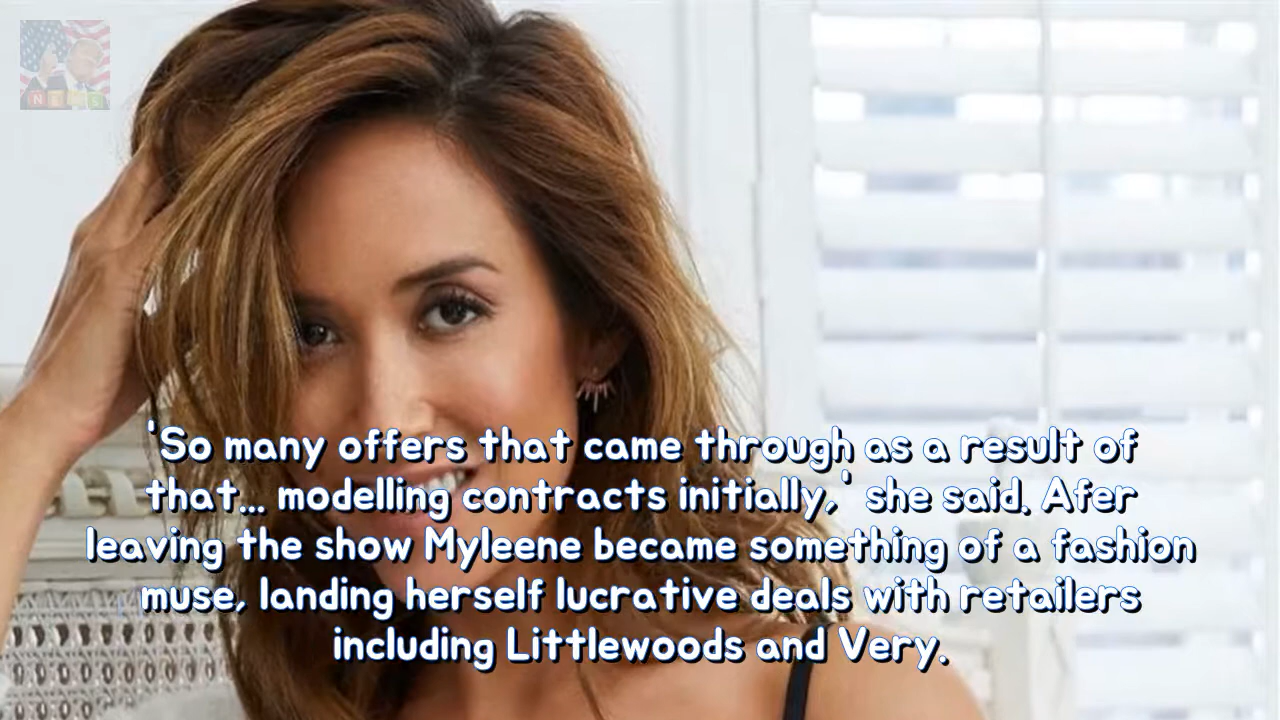 NEWS
'So many offers that came through as a result of
that... modelling contracts initially,' she said. Afer
leaving the show Myleene became something of a fashion
muse, landing herself lucrative deals with retailers
including Littlewoods and Very.